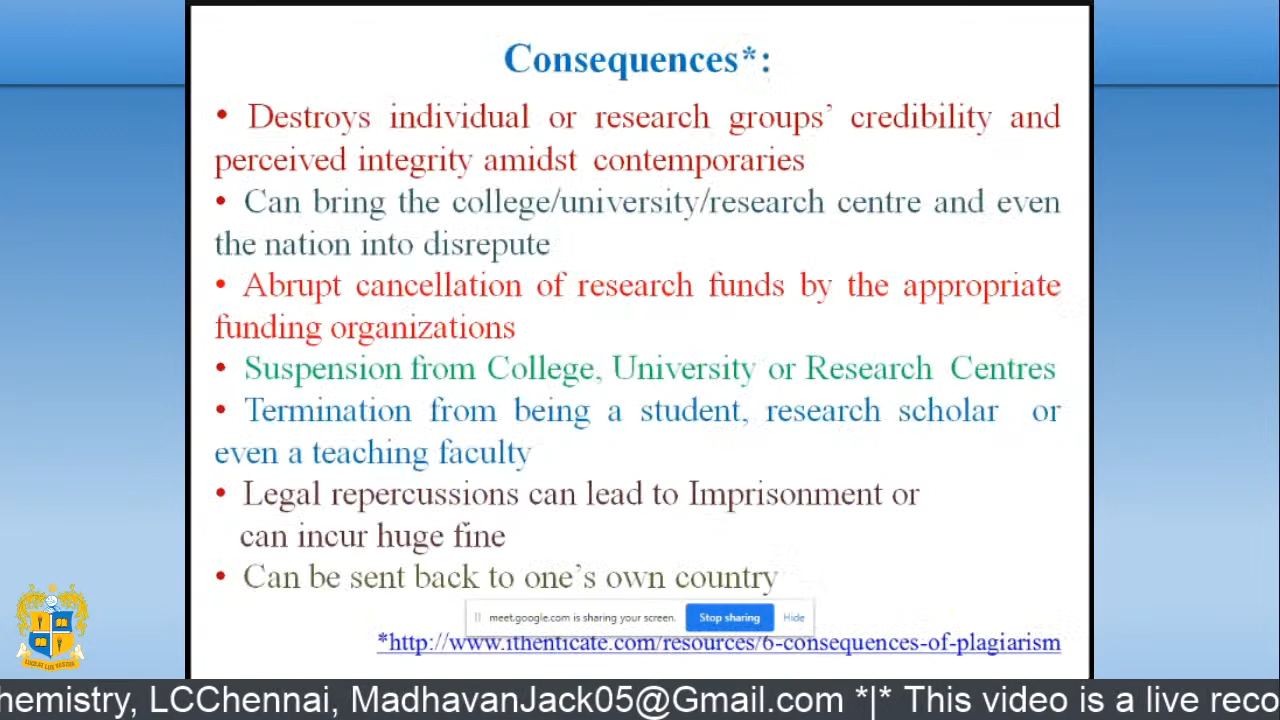 Consequences*:
• Destroys individual or research groups’ credibility and
perceived integrity amidst contemporaries
• Can bring the college/university/research centre and even
the nation into disrepute
• Abrupt cancellation of research funds by the appropriate
funding organizations
• Suspension from College, University or Research Centres
• Termination from being a student, research scholar or
even a teaching faculty
• Legal repercussions can lead to Imprisonment or
can incur huge fine
• Can be sent back to one’s own country
meet.google.com is sharing your screen. Stop sharing Hide
*http://www.ithenticate.com/resources/6-consequences-of-plagiarism
hemistry, LCChennai, MadhavanJack05@Gmail.com *|* This video is a live reco